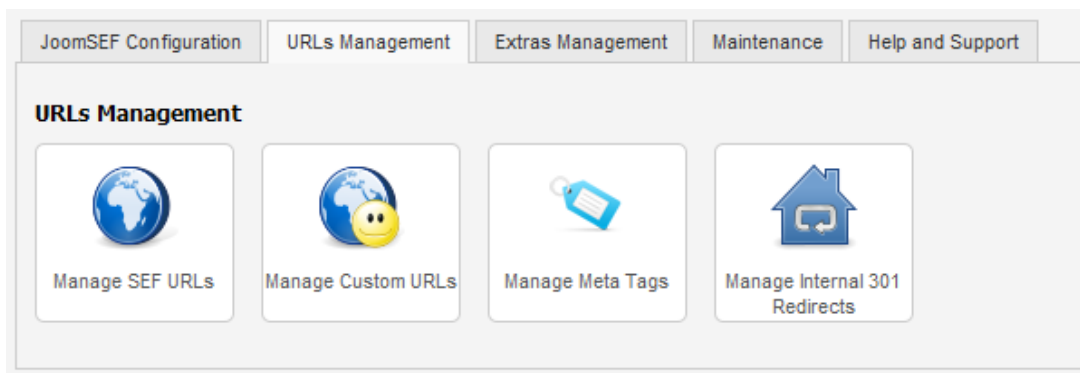 JoomSEF Configuration URLs Management Extras Management Maintenance Help and Support
URLs Management
Manage SEF URLs Manage Custom URLs Manage Meta Tags Manage Internal 301
Redirects